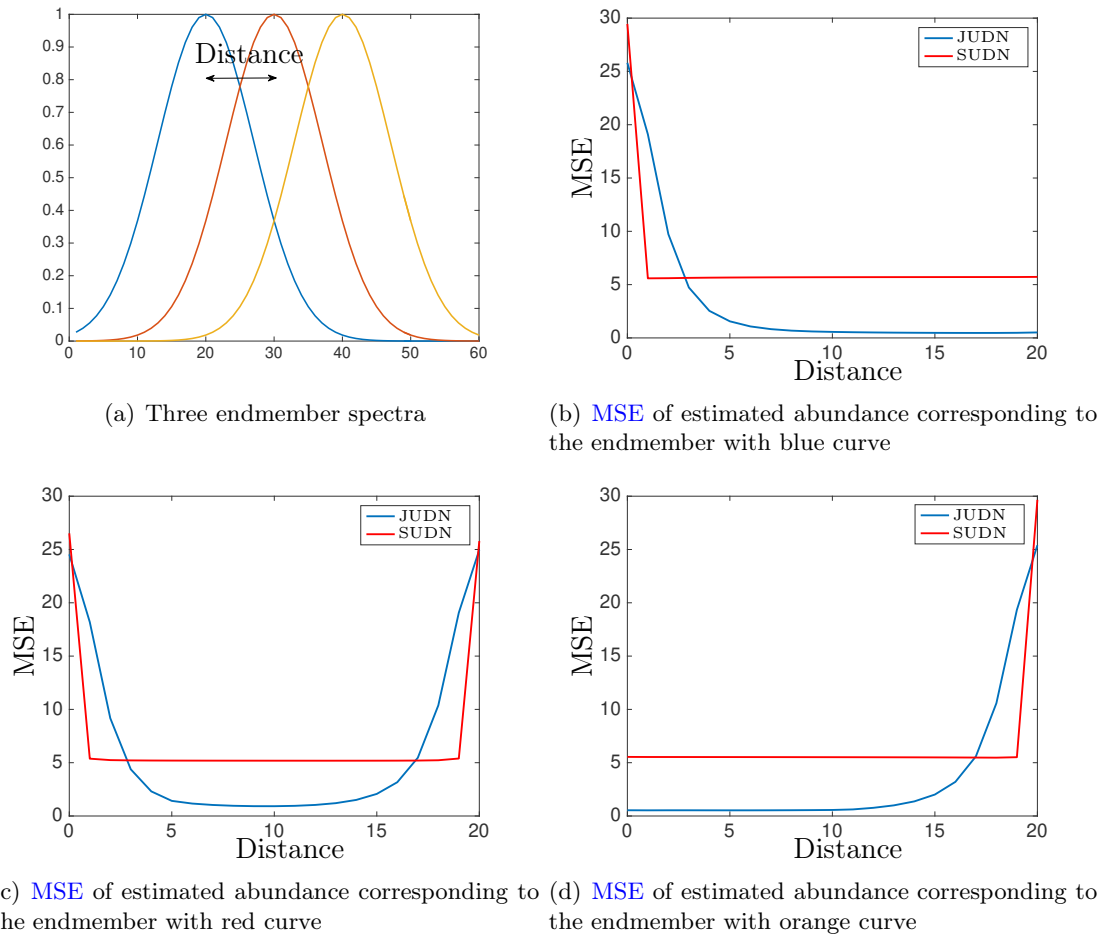 1
0.9
0.8
0.7
0.6
0.5
0.4
0.3
0.2
0.1
0
Distance
0 10 20 30 40 50 60
(a) Three endmember spectra
30
25
20
15
10
5
0
MSE
JUDN
SUDN
0 5 10 15 20
Distance
(b) MSE of estimated abundance corresponding to
the endmember with blue curve
30
25
20
15
10
5
0
MSE
JUDN
SUDN
0 5 10 15 20
Distance
c) MSE of estimated abundance corresponding to
he endmember with red curve
30
25
20
15
10
5
0
MSE
JUDN
SUDN
0 5 10 15 20
Distance
(d) MSE of estimated abundance corresponding to
the endmember with orange curve